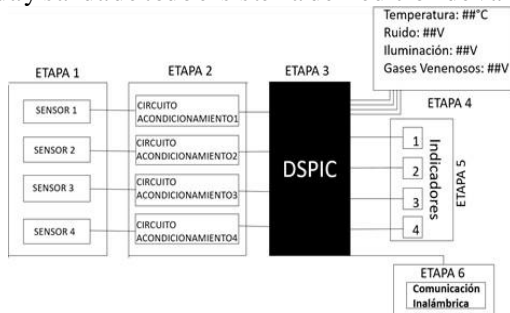 Temperatura: ##°C
Ruido: ##V
Iluminación: ##V
Gases Venenosos: ##V
ETAPA 1
ETAPA 2
ETAPA 3
ETAPA 4
SENSOR 1
SENSOR 2
SENSOR 3
SENSOR 4
CIRCUITO
ACONDICIONAMIENTO1
CIRCUITO
ACONDICIONAMIENTO2
CIRCUITO
ACONDICIONAMIENTO3
CIRCUITO
ACONDICIONAMIENTO4
DSPIC
1
2
3
4
Indicadores
ETAPA 5
ETAPA 6
Comunicación
Inalámbrica